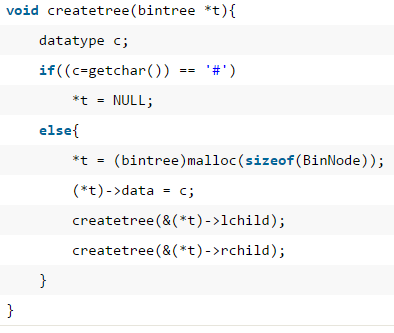 void createtree(bintree *t){
    datatype c;
    if((c=getchar()) == '#')
        *t = NULL;
    else{
        *t = (bintree)malloc(sizeof(BinNode));
        (*t)->data = c;
        createtree(&(*t)->lchild);
        createtree(&(*t)->rchild);
    }
}